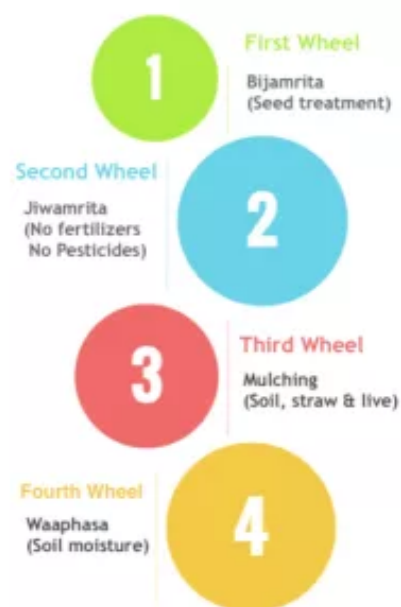 1
First Wheel
Bijamrita
(Seed treatment)
Second Wheel
Jiwamrita
(No fertilizers
No Pesticides)
2
3
Third Wheel
Mulching
(Soil, straw & live)
Fourth Wheel
Waaphasa
(Soil moisture)
4